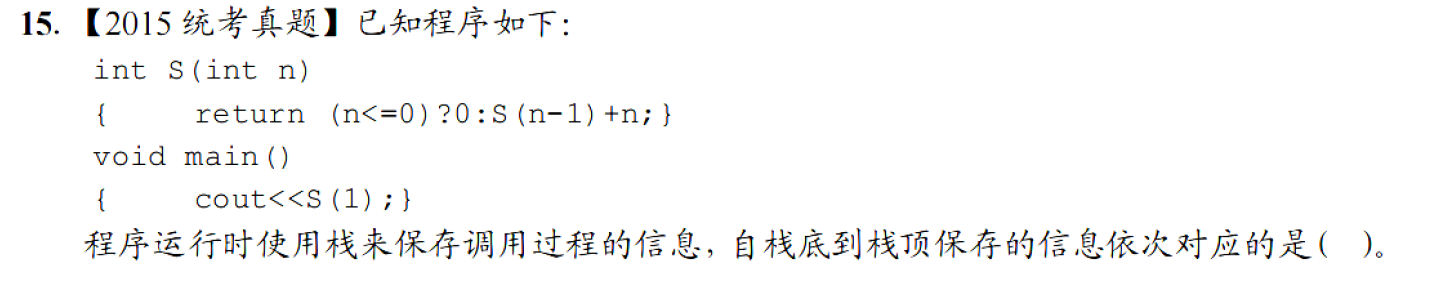 15. 【2015 统考真题】已知程序如下:
int S(int n)
{ return (n<=0)?0:S(n-1)+n;}
void main()
{ cout<<S(1);}
程序运行时使用栈来保存调用过程的信息, 自栈底到栈顶保存的信息依次对应的是( )。